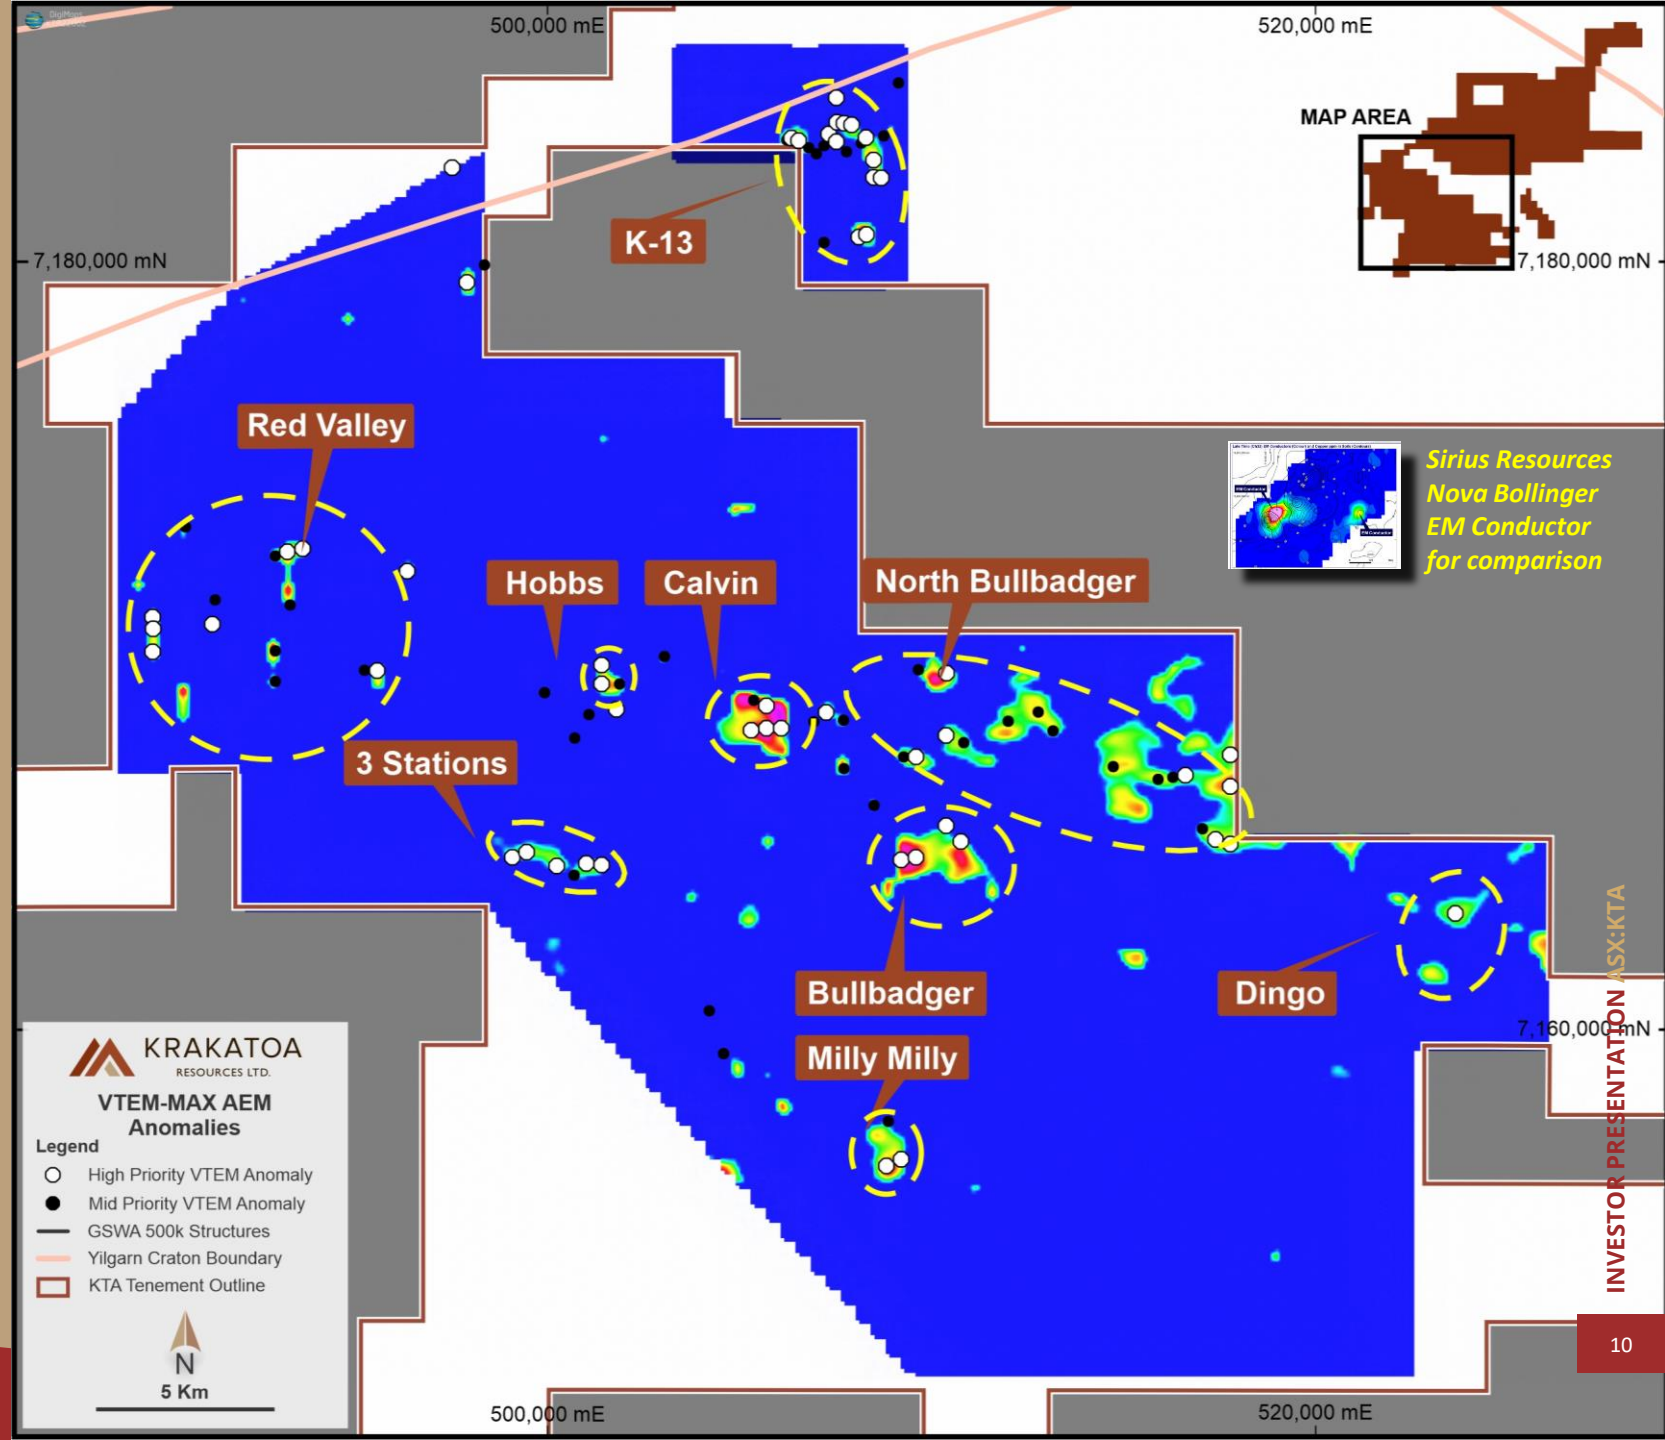 500,000 mE
520,000 mE
MAP AREA
K-13
7,180,000 mN
7,180,000 mN
Red Valley
Sirius Resources
Nova Bollinger
EM Conductor
for comparison
Hobbs
Calvin
North Bullbadger
3 Stations
Bullbadger
Dingo
Milly Milly
7,160,000 mN
INVESTOR PRESENTATION ASX:KTA
10
KRAKATOA
RESOURCES LTD.
VTEM-MAX AEM
Anomalies
Legend
High Priority VTEM Anomaly
Mid Priority VTEM Anomaly
GSWA 500k Structures
Yilgarn Craton Boundary
KTA Tenement Outline
N
5 Km
500,000 mE
520,000 mE